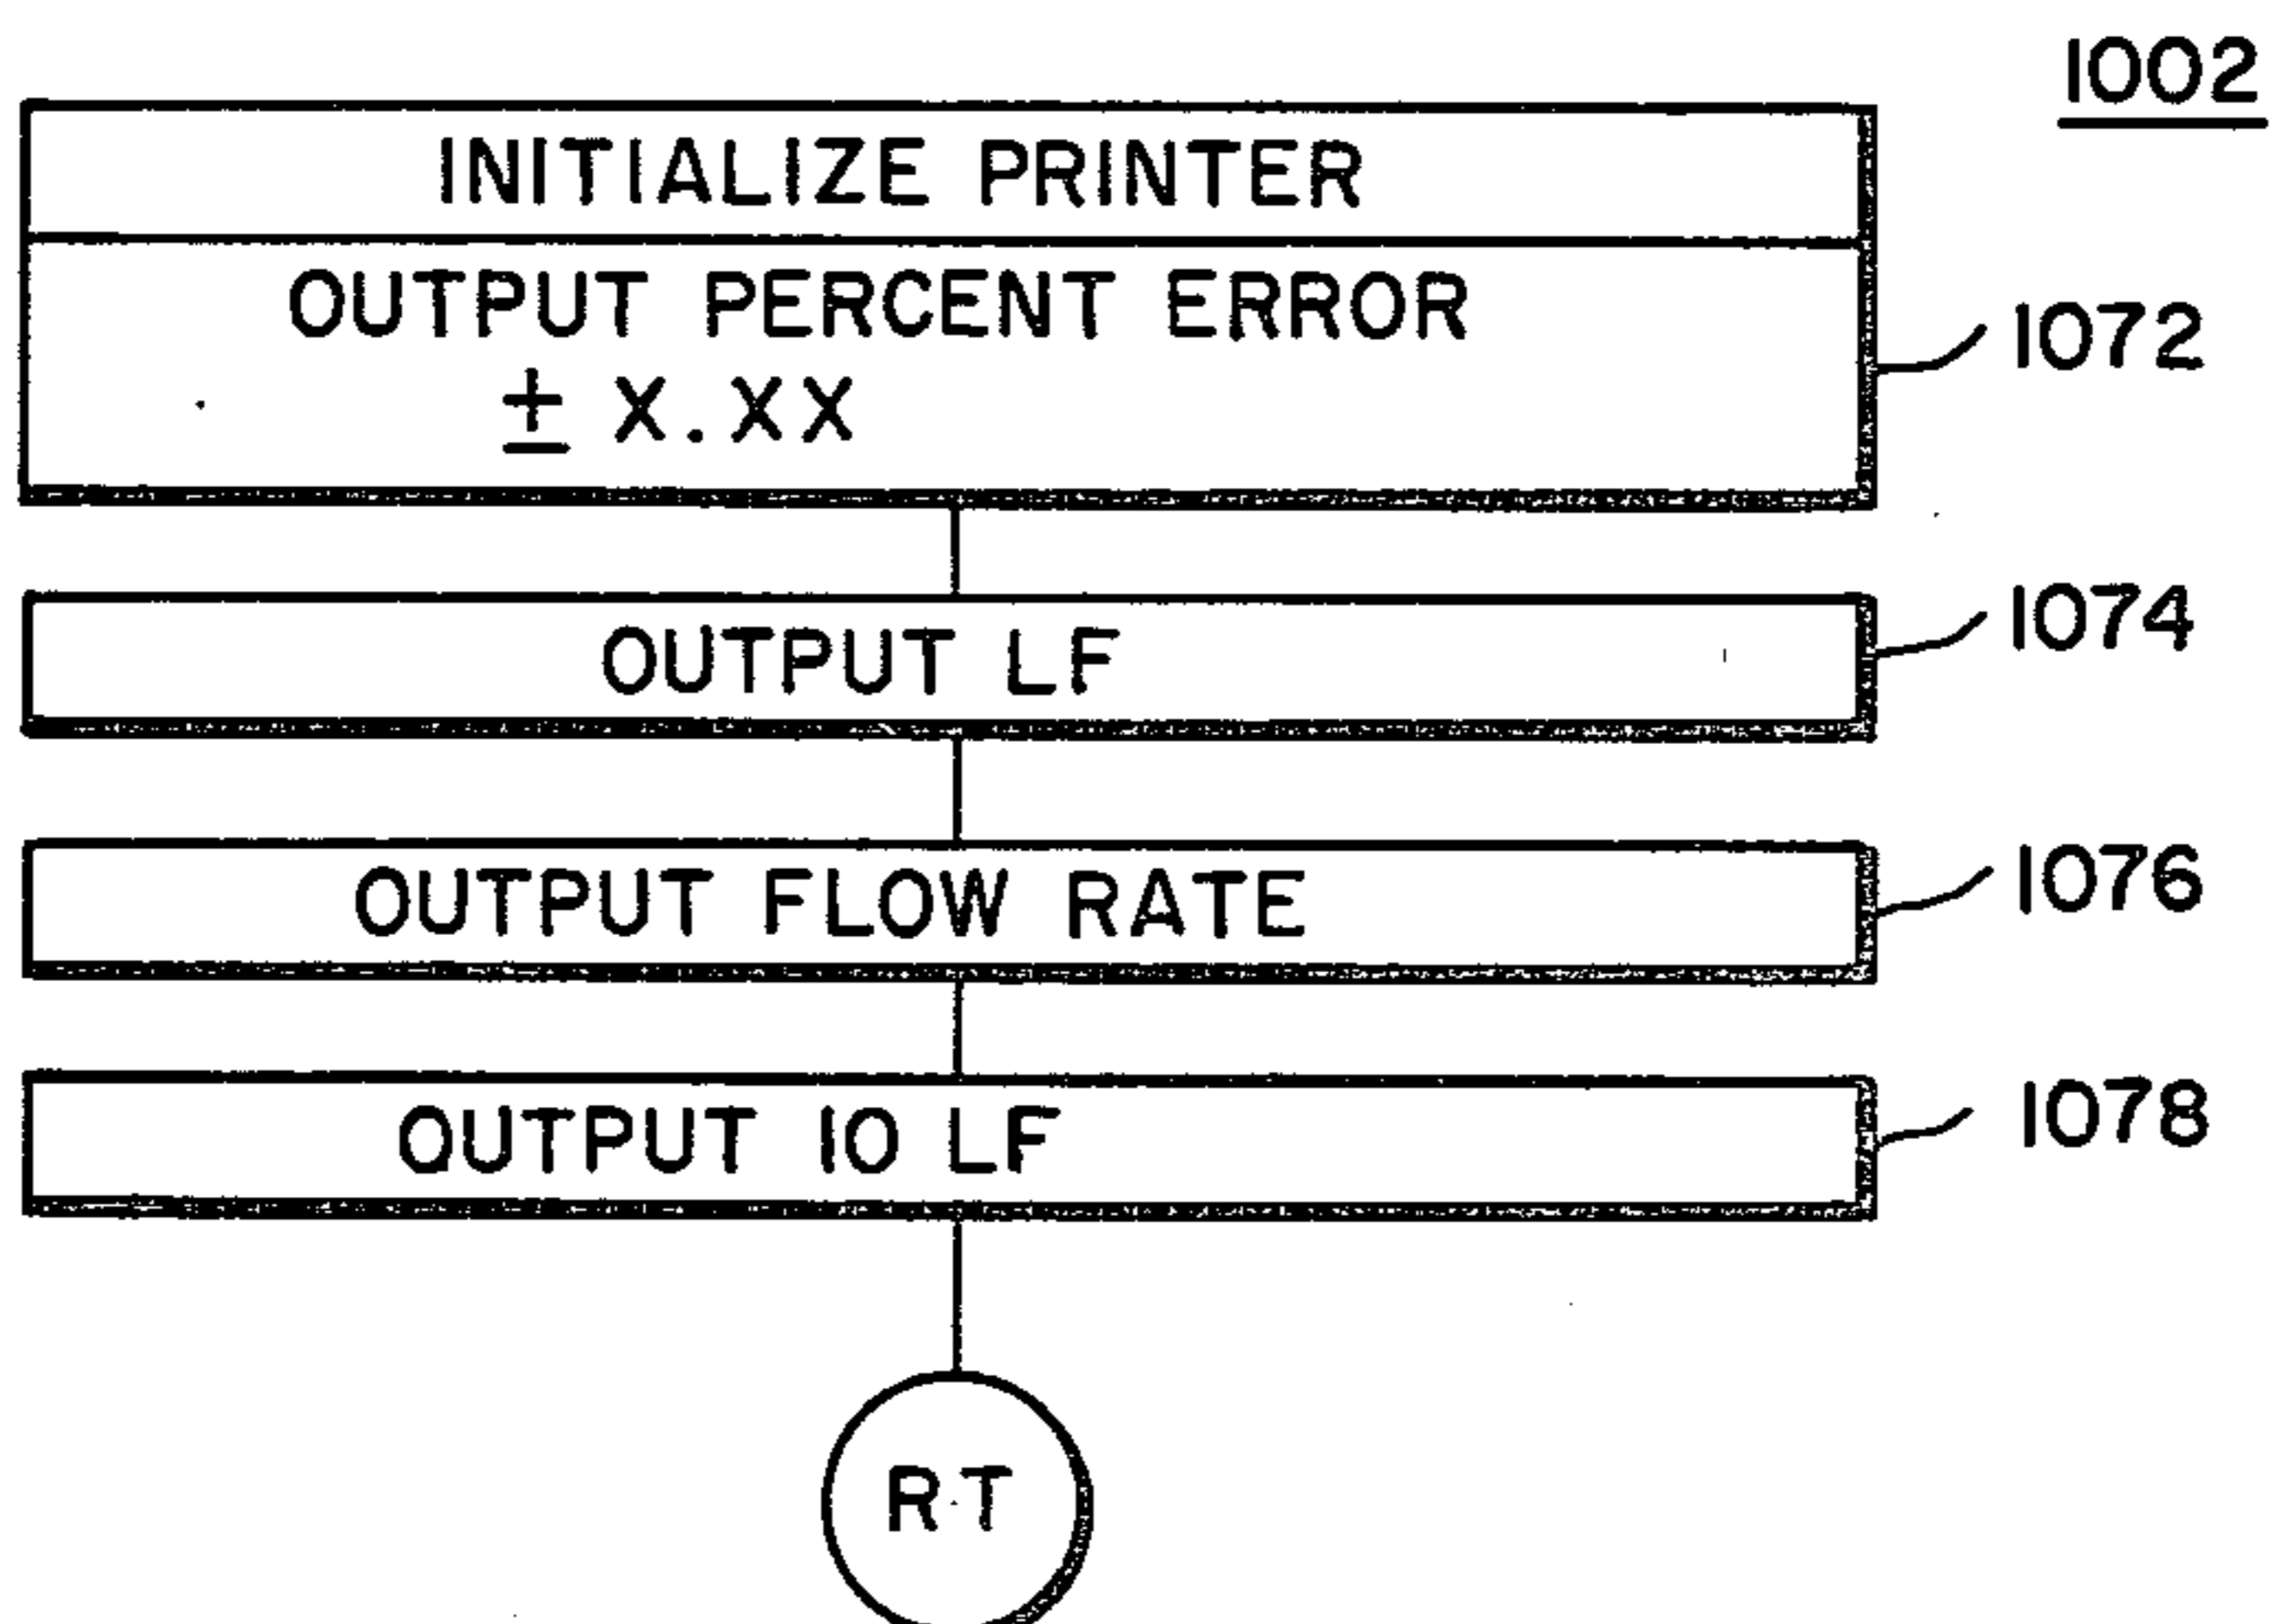 1002
INITIALIZE PRINTER
OUTPUT PERCENT ERROR
± X.XX
1072
OUTPUT LF
1074
OUTPUT FLOW RATE
1076
OUTPUT 10 LF
1078
RT